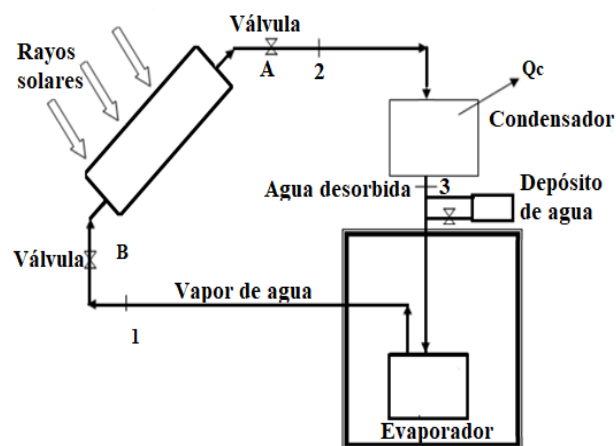 Válvula
A
2
Rayos
solares
Qc
Condensador
Agua desorbida
3
Depósito
de agua
Válvula
B
Vapor de agua
1
Evaporador